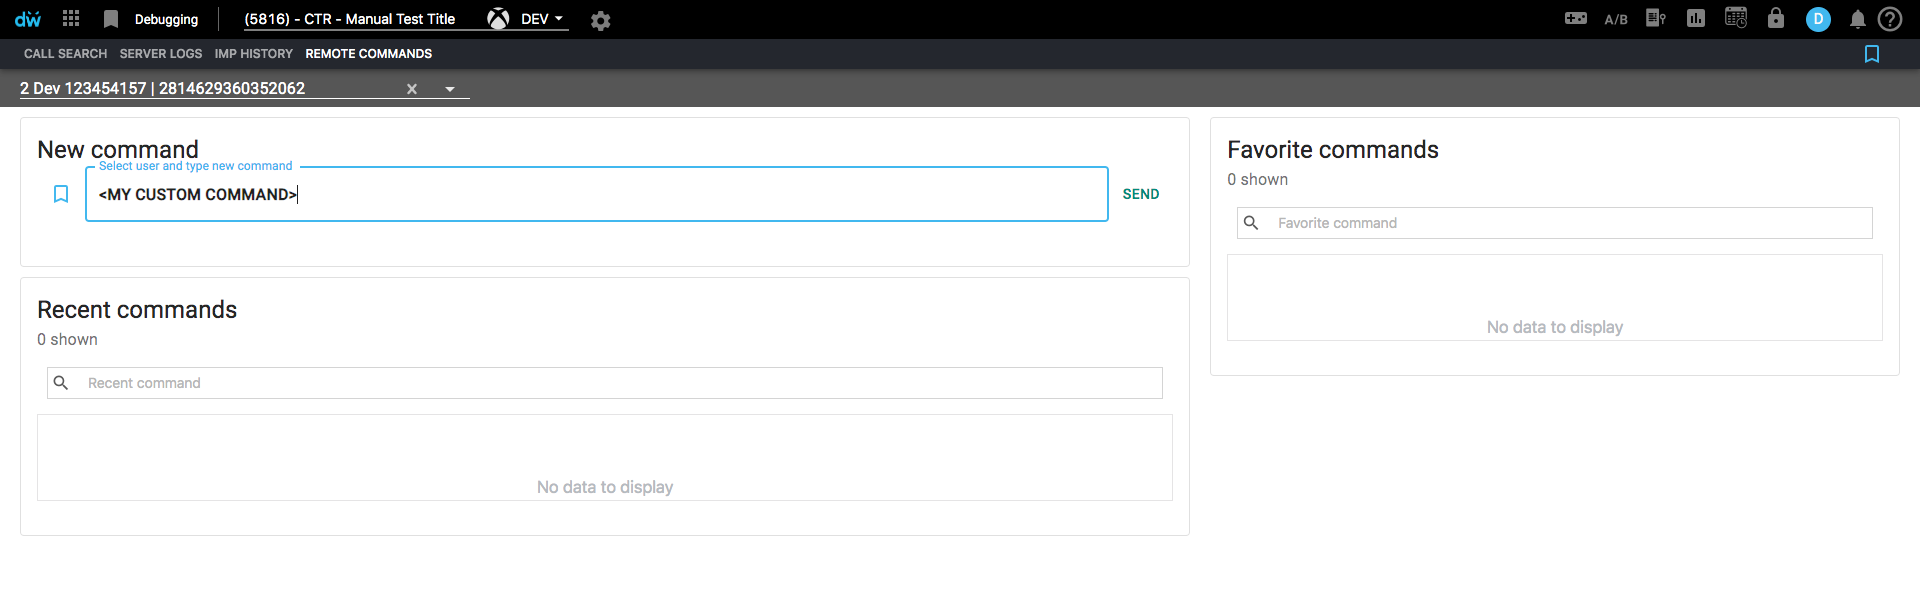 dw Debugging (5816) - CTR - Manual Test Title DEV A/B D
CALL SEARCH SERVER LOGS IMP HISTORY REMOTE COMMANDS
2 Dev 123454157 | 2814629360352062
New command
Select user and type new command
<MY CUSTOM COMMAND>
SEND
Recent commands
0 shown
Recent command
No data to display
Favorite commands
0 shown
Favorite command
No data to display